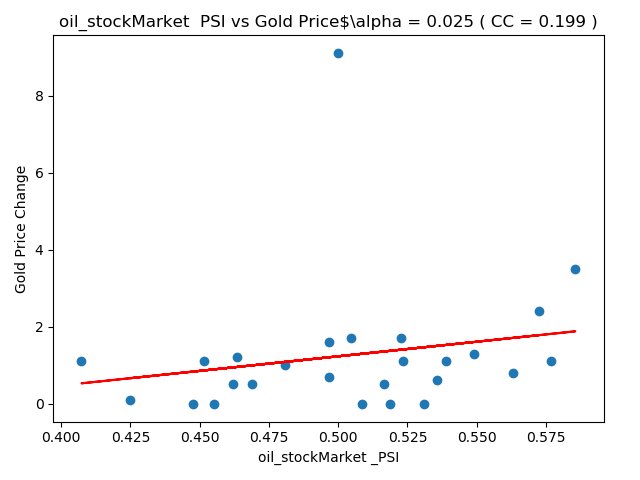 oil_stockMarket  PSI vs Gold Price$\alpha = 0.025 ( CC = 0.199 )
Gold Price Change
8
6
4
2
0
0.400 0.425 0.450 0.475 0.500 0.525 0.550 0.575
oil_stockMarket _PSI